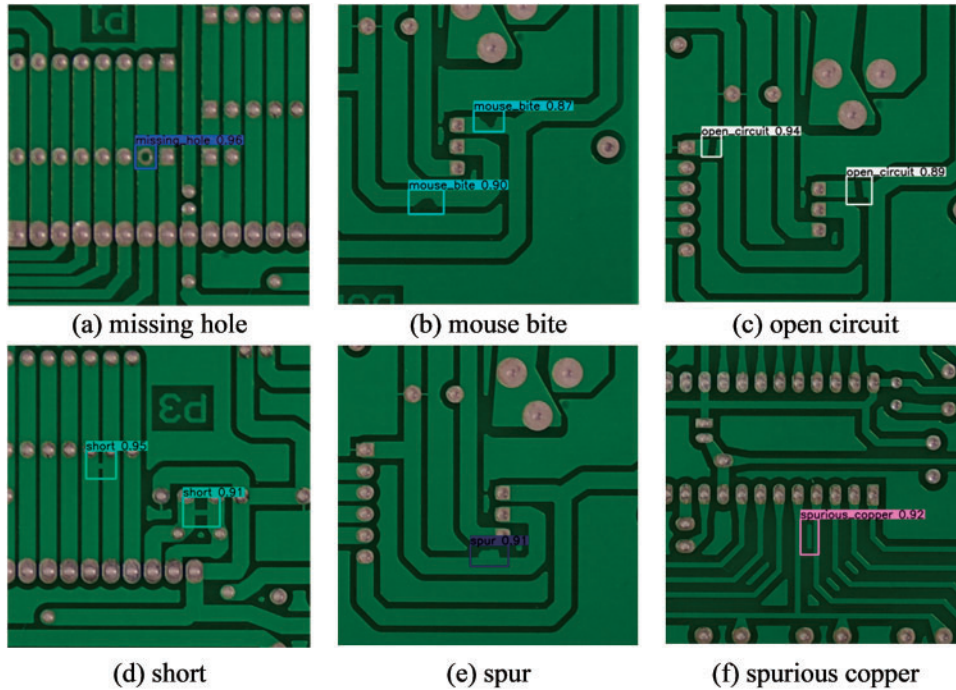 p1
missing_hole 0.96
(a) missing hole
mouse_bite 0.87
mouse_bite 0.90
(b) mouse bite
open_circuit 0.94
open_circuit 0.89
(c) open circuit
p3
short 0.95
short 0.91
(d) short
spur 0.91
(e) spur
spurious_copper 0.92
(f) spurious copper